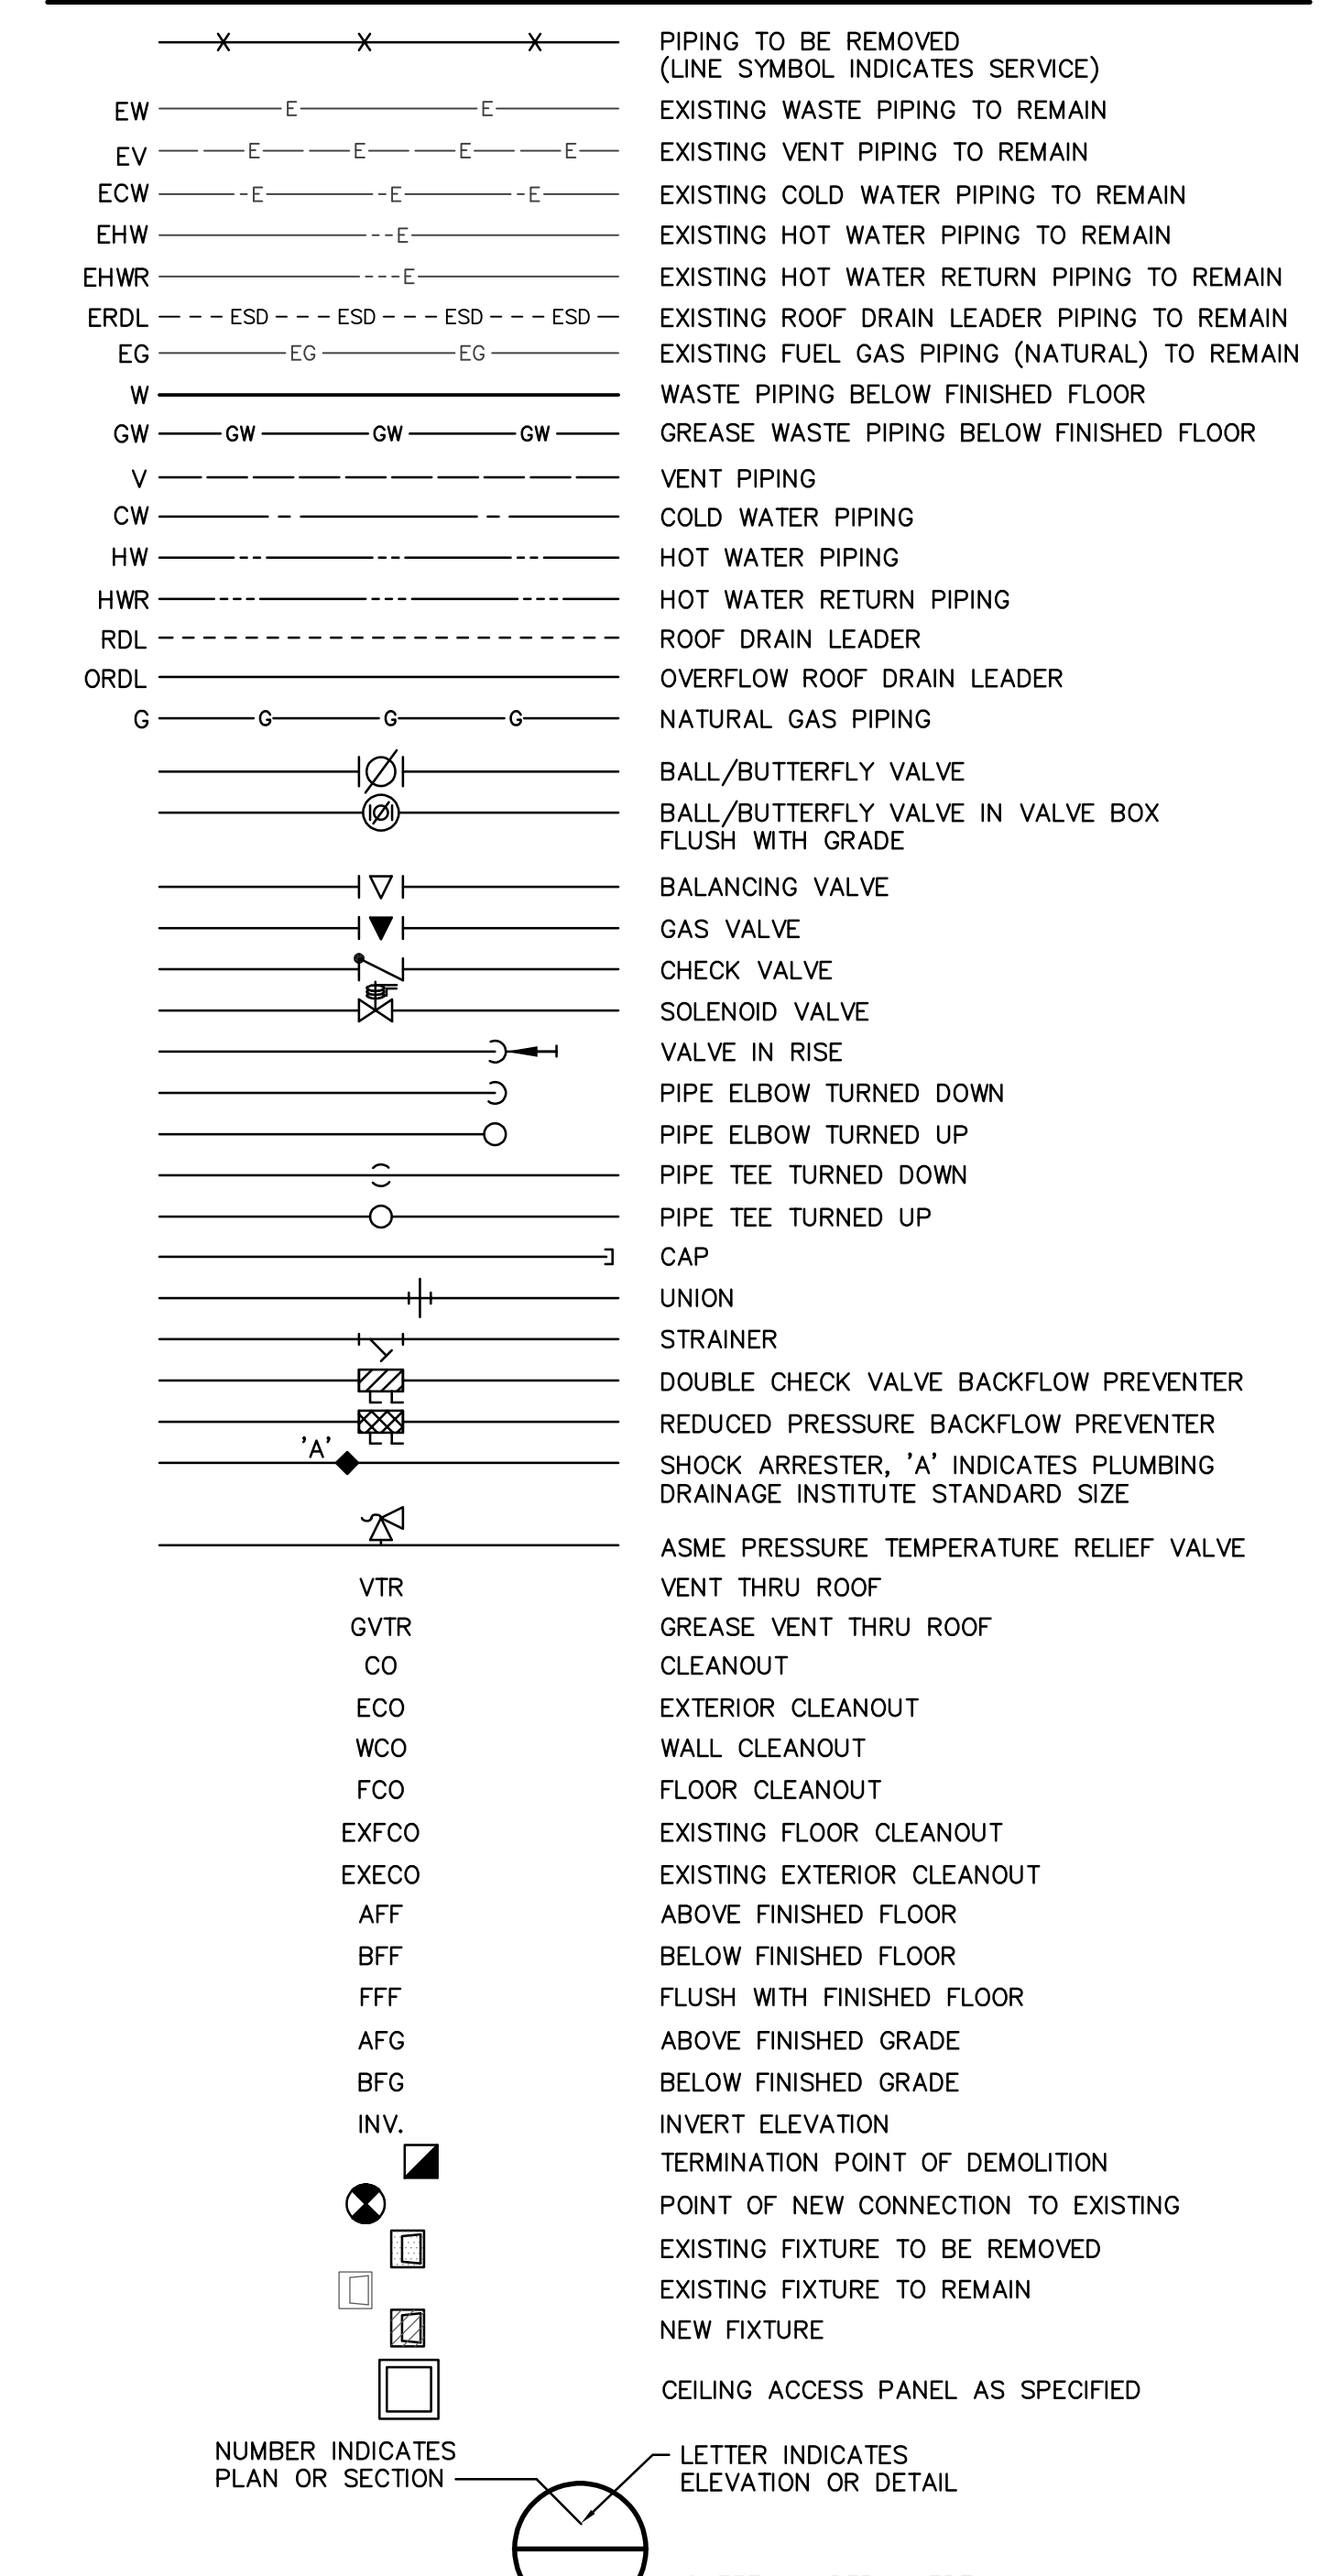 X X X PIPING TO BE REMOVED
(LINE SYMBOL INDICATES SERVICE)
EW E E EXISTING WASTE PIPING TO REMAIN
EV E E E E EXISTING VENT PIPING TO REMAIN
ECW E E E EXISTING COLD WATER PIPING TO REMAIN
EHW E EXISTING HOT WATER PIPING TO REMAIN
EHWR E EXISTING HOT WATER RETURN PIPING TO REMAIN
ERDL ESD ESD ESD ESD EXISTING ROOF DRAIN LEADER PIPING TO REMAIN
EG EG EG EXISTING FUEL GAS PIPING (NATURAL) TO REMAIN
W WASTE PIPING BELOW FINISHED FLOOR
GW GW GW GW GREASE WASTE PIPING BELOW FINISHED FLOOR
V VENT PIPING
CW COLD WATER PIPING
HW HOT WATER PIPING
HWR HOT WATER RETURN PIPING
RDL ROOF DRAIN LEADER
ORDL OVERFLOW ROOF DRAIN LEADER
G G G G NATURAL GAS PIPING
BALL/BUTTERFLY VALVE
BALL/BUTTERFLY VALVE IN VALVE BOX
FLUSH WITH GRADE
BALANCING VALVE
GAS VALVE
CHECK VALVE
SOLENOID VALVE
VALVE IN RISE
PIPE ELBOW TURNED DOWN
PIPE ELBOW TURNED UP
PIPE TEE TURNED DOWN
PIPE TEE TURNED UP
CAP
UNION
STRAINER
DOUBLE CHECK VALVE BACKFLOW PREVENTER
REDUCED PRESSURE BACKFLOW PREVENTER
'A' SHOCK ARRESTER, 'A' INDICATES PLUMBING
DRAINAGE INSTITUTE STANDARD SIZE
ASME PRESSURE TEMPERATURE RELIEF VALVE
VTR VENT THRU ROOF
GVTR GREASE VENT THRU ROOF
CO CLEANOUT
ECO EXTERIOR CLEANOUT
WCO WALL CLEANOUT
FCO FLOOR CLEANOUT
EXFCO EXISTING FLOOR CLEANOUT
EXECO EXISTING EXTERIOR CLEANOUT
AFF ABOVE FINISHED FLOOR
BFF BELOW FINISHED FLOOR
FFF FLUSH WITH FINISHED FLOOR
AFG ABOVE FINISHED GRADE
BFG BELOW FINISHED GRADE
INV. INVERT ELEVATION
TERMINATION POINT OF DEMOLITION
POINT OF NEW CONNECTION TO EXISTING
EXISTING FIXTURE TO BE REMOVED
EXISTING FIXTURE TO REMAIN
NEW FIXTURE
CEILING ACCESS PANEL AS SPECIFIED
NUMBER INDICATES
PLAN OR SECTION
LETTER INDICATES
ELEVATION OR DETAIL